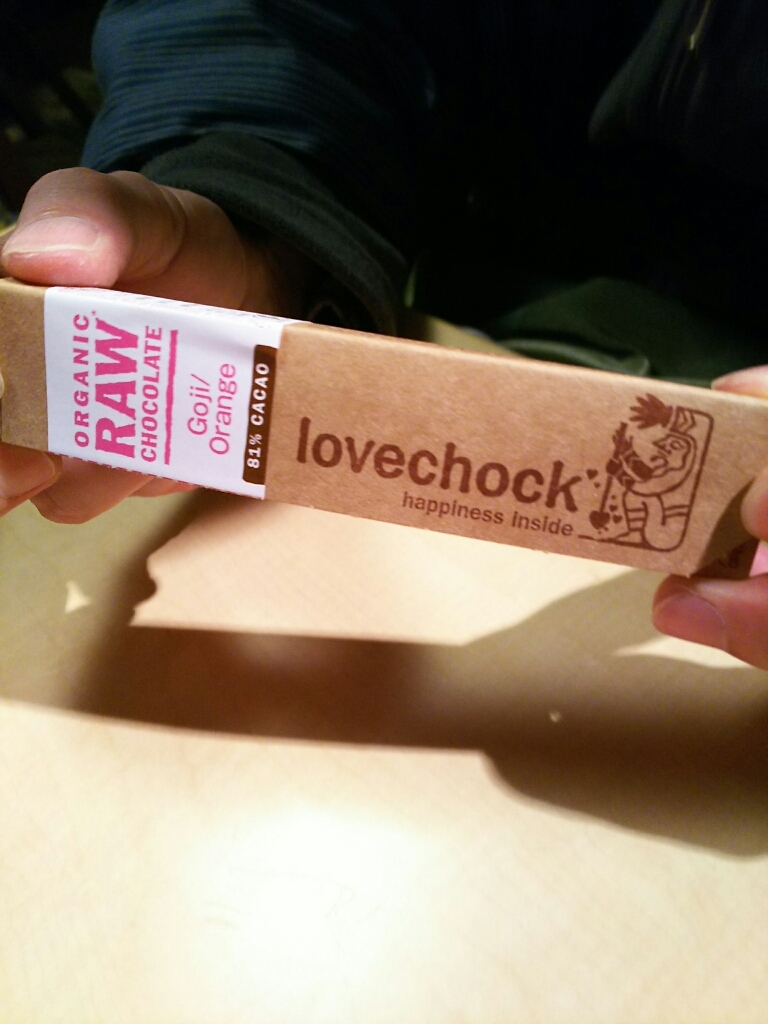 ORGANIC
RAW*
CHOCOLATE
Goji/
Orange
81% CACAO
lovechock
happiness inside